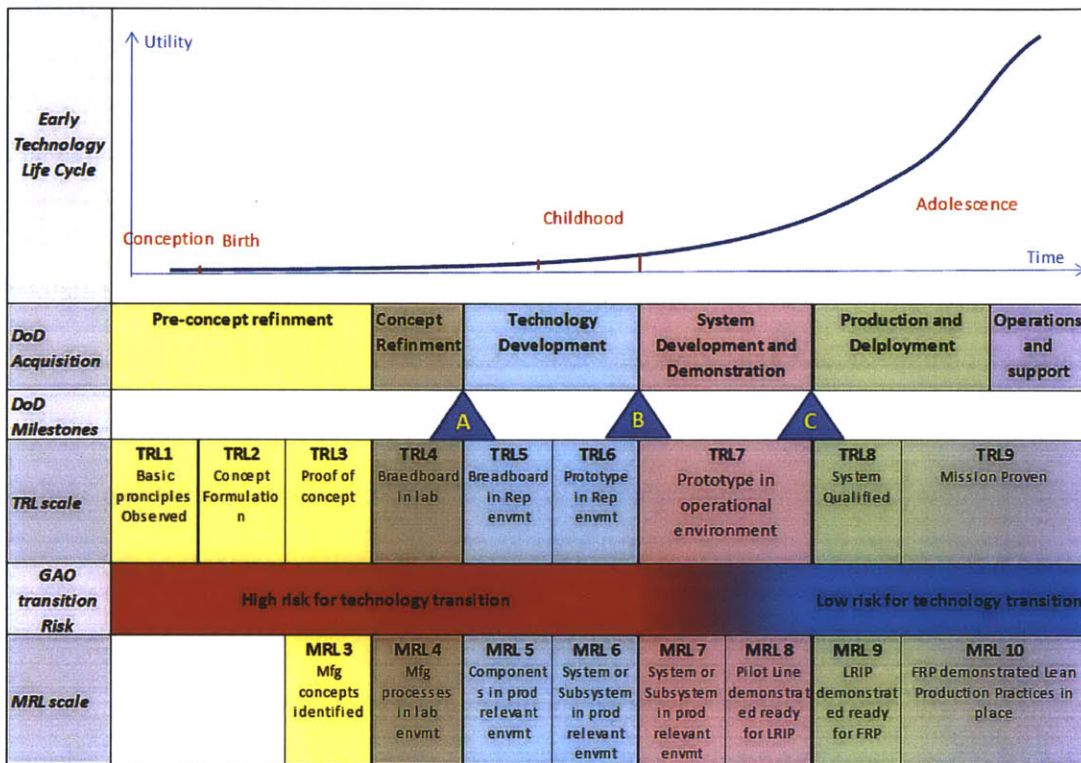 Early
Technology
Life Cycle
Utility
Conception
Birth
Childhood
Adolescence
Time
DoD
Acquisition
Pre-concept refinment
Concept
Refinment
Technology
Development
System
Development and
Demonstration
Production and
Delployment
Operations
and
support
DoD
Milestones
A
B
C
TRL scale
TRL1
Basic
pronciples
Observed
TRL2
Concept
Formulatio
n
TRL3
Proof of
concept
TRL4
Braedboard
in lab
TRL5
Breadboard
in Rep
envmt
TRL6
Prototype
in Rep
envmt
TRL7
Prototype in
operational
environment
TRL8
System
Qualified
TRL9
Mission Proven
GAO
transition
Risk
High risk for technology transition
Low risk for technology transition
MRL scale
MRL 3
Mfg
concepts
identified
MRL 4
Mfg
processes
in lab
envmt
MRL 5
Component
s in prod
relevant
envmt
MRL 6
System or
Subsystem
in prod
relevant
envmt
MRL 7
System or
Subsystem
in prod
relevant
envmt
MRL 8
Pilot Line
demonstrat
ed ready
for LRIP
MRL 9
LRIP
demonstrat
ed ready
for FRP
MRL 10
FRP demonstrated Lean
Production Practices in
place